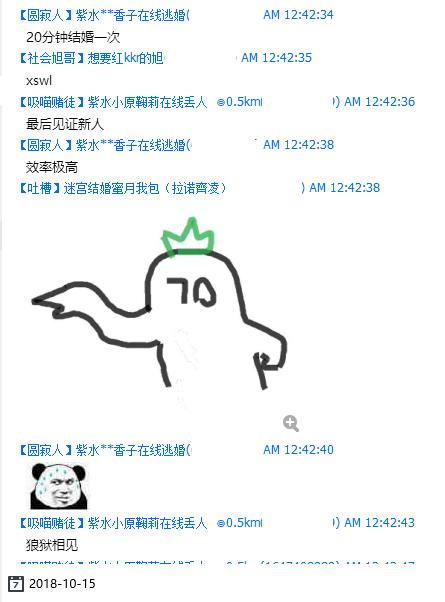 【圆寂人】紫水**香子在线逃婚( AM 12:42:34
20分钟结婚一次
【社会旭哥】想要红kkr的旭 AM 12:42:35
xswl
【吸喵赌徒】紫水小原鞠莉在线丢人 @0.5km ) AM 12:42:36
最后见证新人
【圆寂人】紫水**香子在线逃婚( AM 12:42:38
效率极高
【吐槽】迷宫结婚蜜月我包（拉诺齊凌） ) AM 12:42:38
70
【圆寂人】紫水**香子在线逃婚( AM 12:42:40
【吸喵赌徒】紫水小原鞠莉在线丢人 @0.5km ) AM 12:42:43
狼狱相见
7 2018-10-15